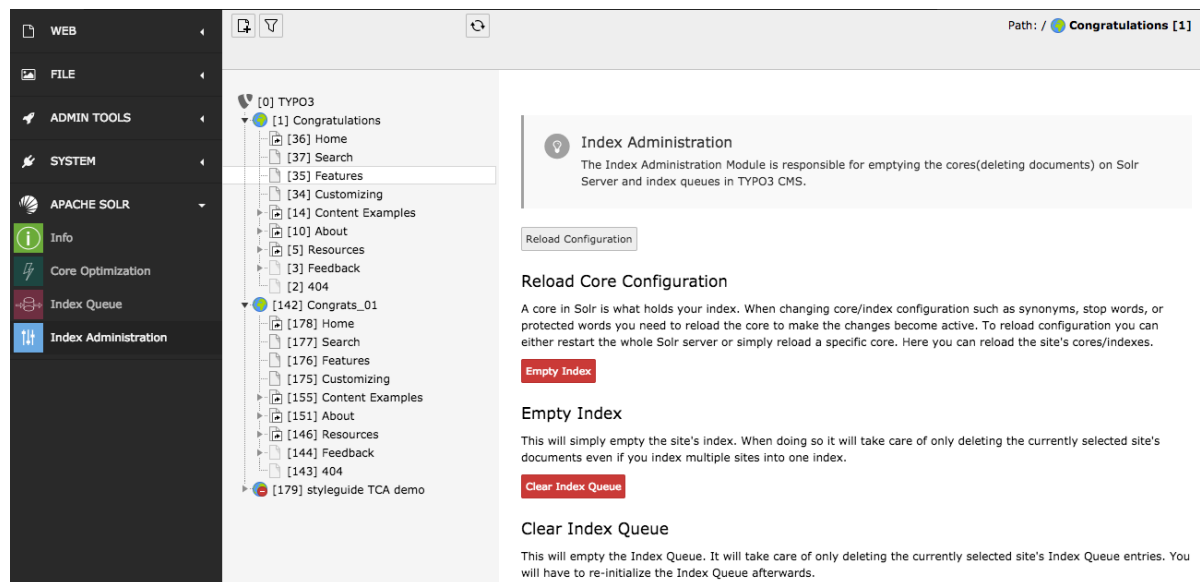 Path: / Congratulations [1]
WEB
FILE
ADMIN TOOLS
SYSTEM
APACHE SOLR
Info
Core Optimization
Index Queue
Index Administration
[0] TYPO3
[1] Congratulations
[36] Home
[37] Search
[35] Features
[34] Customizing
[14] Content Examples
[10] About
[5] Resources
[3] Feedback
[2] 404
[142] Congrats_01
[178] Home
[177] Search
[176] Features
[175] Customizing
[155] Content Examples
[151] About
[146] Resources
[144] Feedback
[143] 404
[179] styleguide TCA demo
Index Administration
The Index Administration Module is responsible for emptying the cores(deleting documents) on Solr
Server and index queues in TYPO3 CMS.
Reload Configuration
Reload Core Configuration
A core in Solr is what holds your index. When changing core/index configuration such as synonyms, stop words, or
protected words you need to reload the core to make the changes become active. To reload configuration you can
either restart the whole Solr server or simply reload a specific core. Here you can reload the site's cores/indexes.
Empty Index
Empty Index
This will simply empty the site's index. When doing so it will take care of only deleting the currently selected site's
documents even if you index multiple sites into one index.
Clear Index Queue
Clear Index Queue
This will empty the Index Queue. It will take care of only deleting the currently selected site's Index Queue entries. You
will have to re-initialize the Index Queue afterwards.